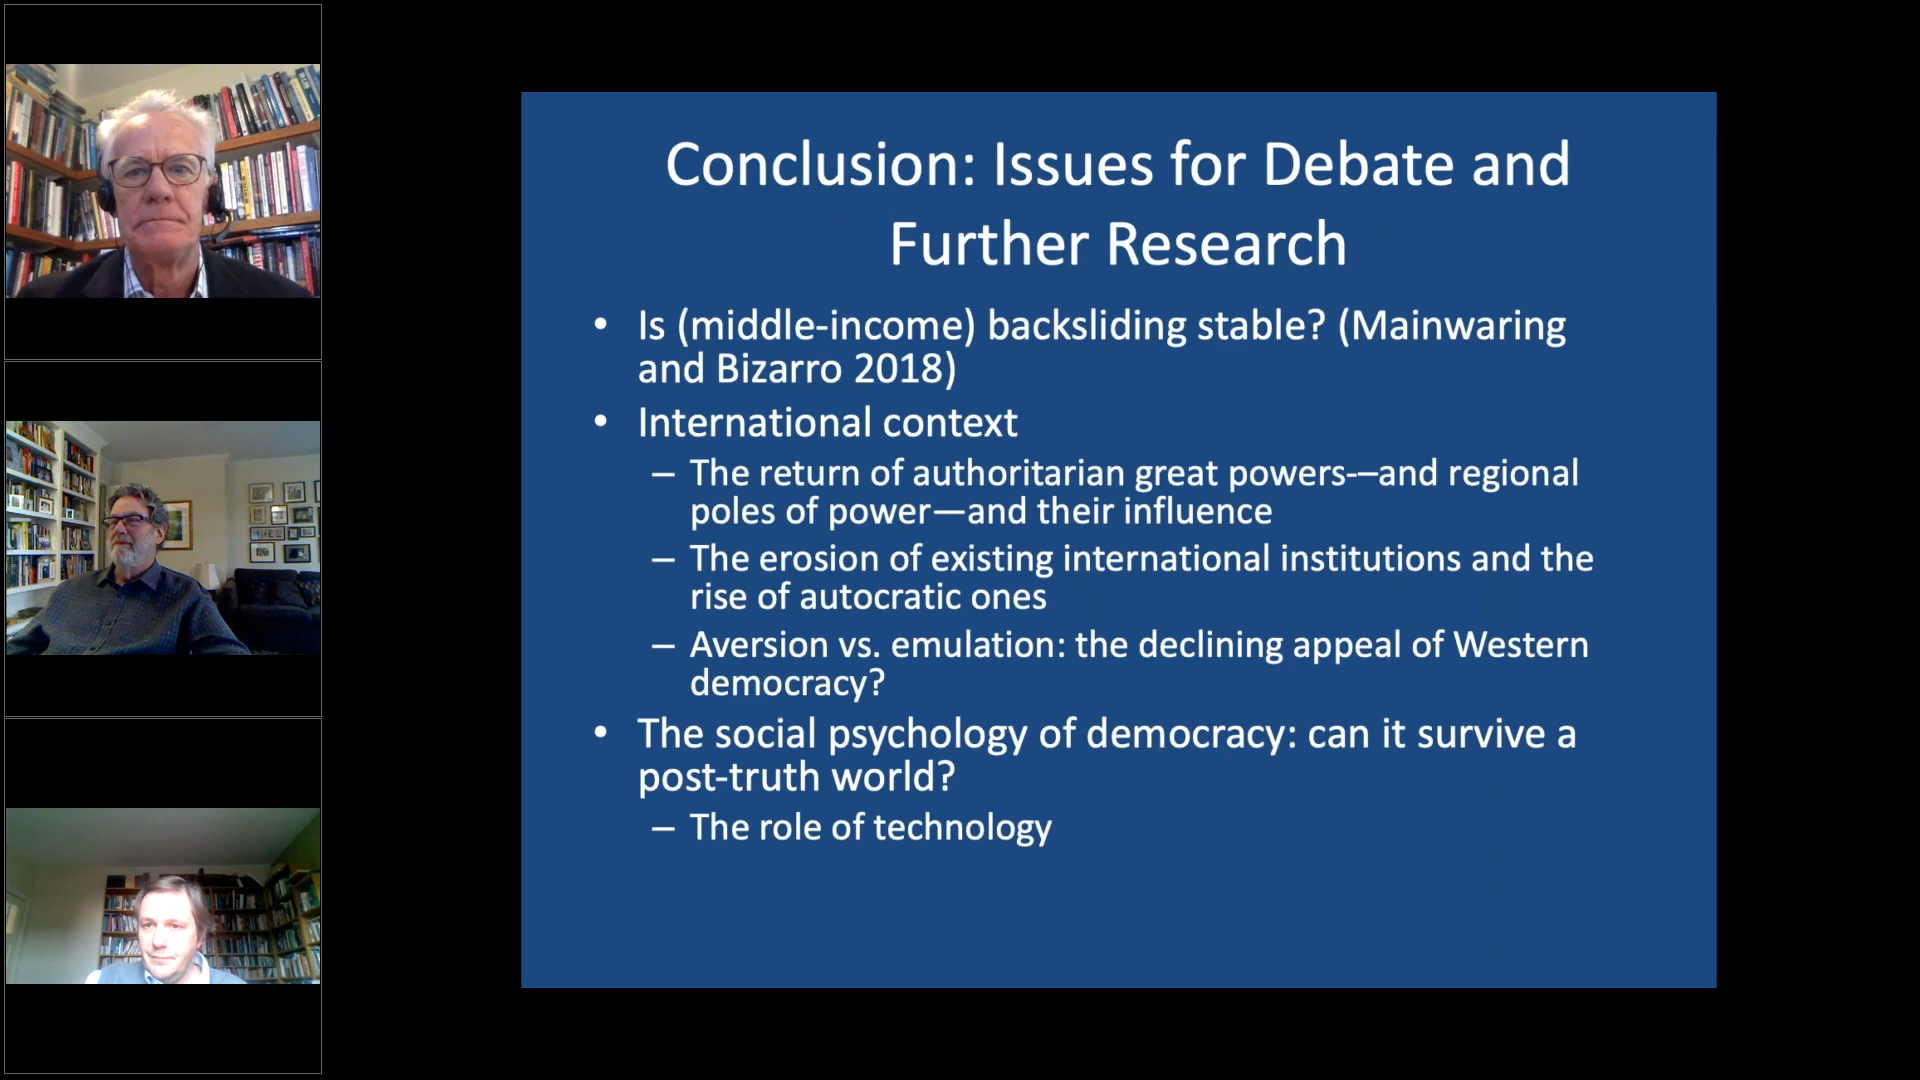 Conclusion: Issues for Debate and
Further Research
• Is (middle-income) backsliding stable? (Mainwaring
and Bizarro 2018)
• International context
– The return of authoritarian great powers-–and regional
poles of power—and their influence
– The erosion of existing international institutions and the
rise of autocratic ones
– Aversion vs. emulation: the declining appeal of Western
democracy?
• The social psychology of democracy: can it survive a
post-truth world?
– The role of technology